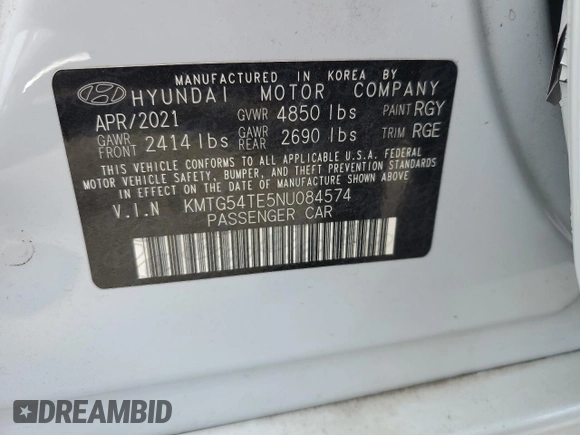 MANUFACTURED IN KOREA BY
HYUNDAI MOTOR COMPANY
APR/2021 GVWR 4850 lbs PAINT RGY
GAWR FRONT 2414 lbs GAWR REAR 2690 lbs TRIM RGE
THIS VEHICLE CONFORMS TO ALL APPLICABLE U.S.A. FEDERAL
MOTOR VEHICLE SAFETY, BUMPER, AND THEFT PREVENTION STANDARDS
IN EFFECT ON THE DATE OF MANUFACTURE SHOWN ABOVE.
V.I.N KMTG54TE5NU084574
PASSENGER CAR
DREAMBID